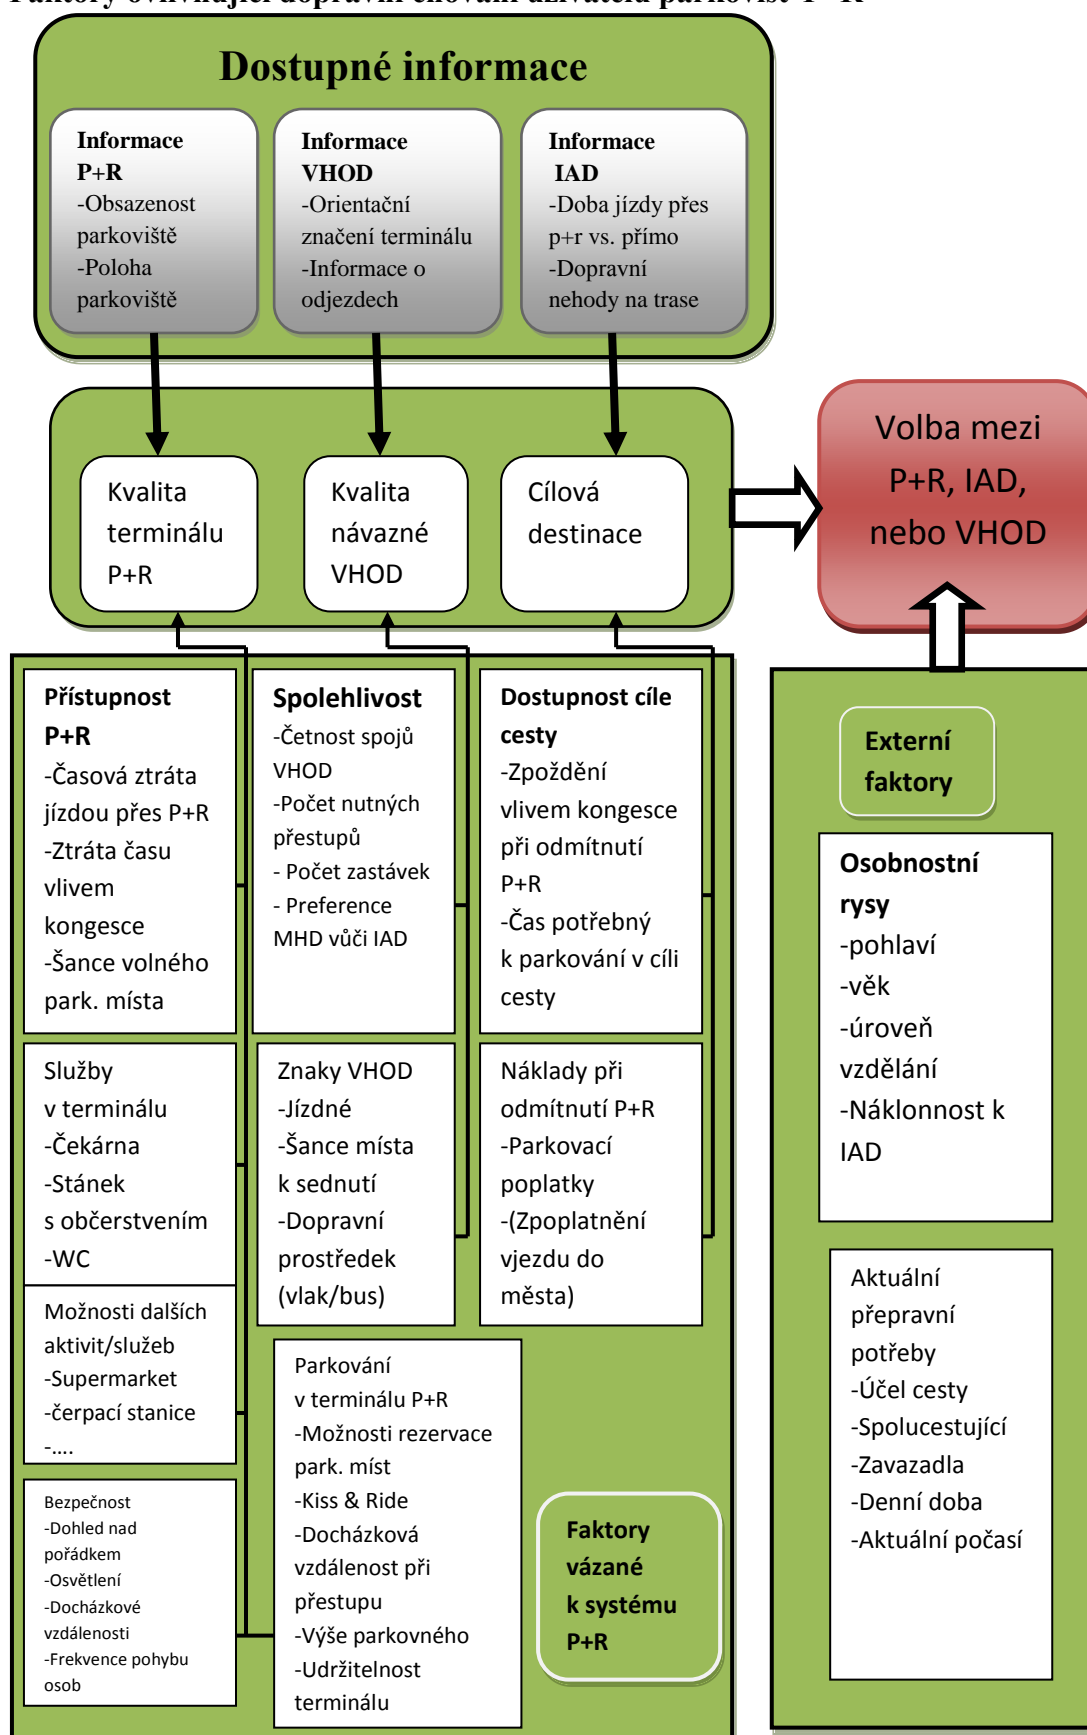 Faktory ovlivňující dopravní chování uživatelů parkovišť P+R
Dostupné informace
Informace
P+R
-Obsazenost
parkoviště
-Poloha
parkoviště
Informace
VHOD
-Orientační
značení terminálu
-Informace o
odjezdech
Informace
IAD
-Doba jízdy přes
p+r vs. přímo
-Dopravní
nehody na trase
Kvalita
terminálu
P+R
Kvalita
návazné
VHOD
Cílová
destinace
Volba mezi
P+R, IAD,
nebo VHOD
Přístupnost
P+R
-Časová ztráta
jízdou přes P+R
-Ztráta času
vlivem
kongesce
-Šance volného
park. místa
Spolehlivost
-Četnost spojů
VHOD
-Počet nutných
přestupů
- Počet zastávek
- Preference
MHD vůči IAD
Dostupnost cíle
cesty
-Zpoždění
vlivem kongesce
při odmítnutí
P+R
-Čas potřebný
k parkování v cíli
cesty
Externí
faktory
Osobnostní
rysy
-pohlaví
-věk
-úroveň
vzdělání
-Náklonnost k
IAD
Služby
v terminálu
-Čekárna
-Stánek
s občerstvením
-WC
Znaky VHOD
-Jízdné
-Šance místa
k sednutí
-Dopravní
prostředek
(vlak/bus)
Náklady při
odmítnutí P+R
-Parkovací
poplatky
-(Zpoplatnění
vjezdu do
města)
Aktuální
přepravní
potřeby
-Účel cesty
-Spolucestující
-Zavazadla
-Denní doba
-Aktuální počasí
Možnosti dalších
aktivit/služeb
-Supermarket
-čerpací stanice
-....
Parkování
v terminálu P+R
-Možnosti rezervace
park. míst
-Kiss & Ride
-Docházková
vzdálenost při
přestupu
-Výše parkovného
-Udržitelnost
terminálu
Bezpečnost
-Dohled nad
pořádkem
-Osvětlení
-Docházkové
vzdálenosti
-Frekvence pohybu
osob
Faktory
vázané
k systému
P+R